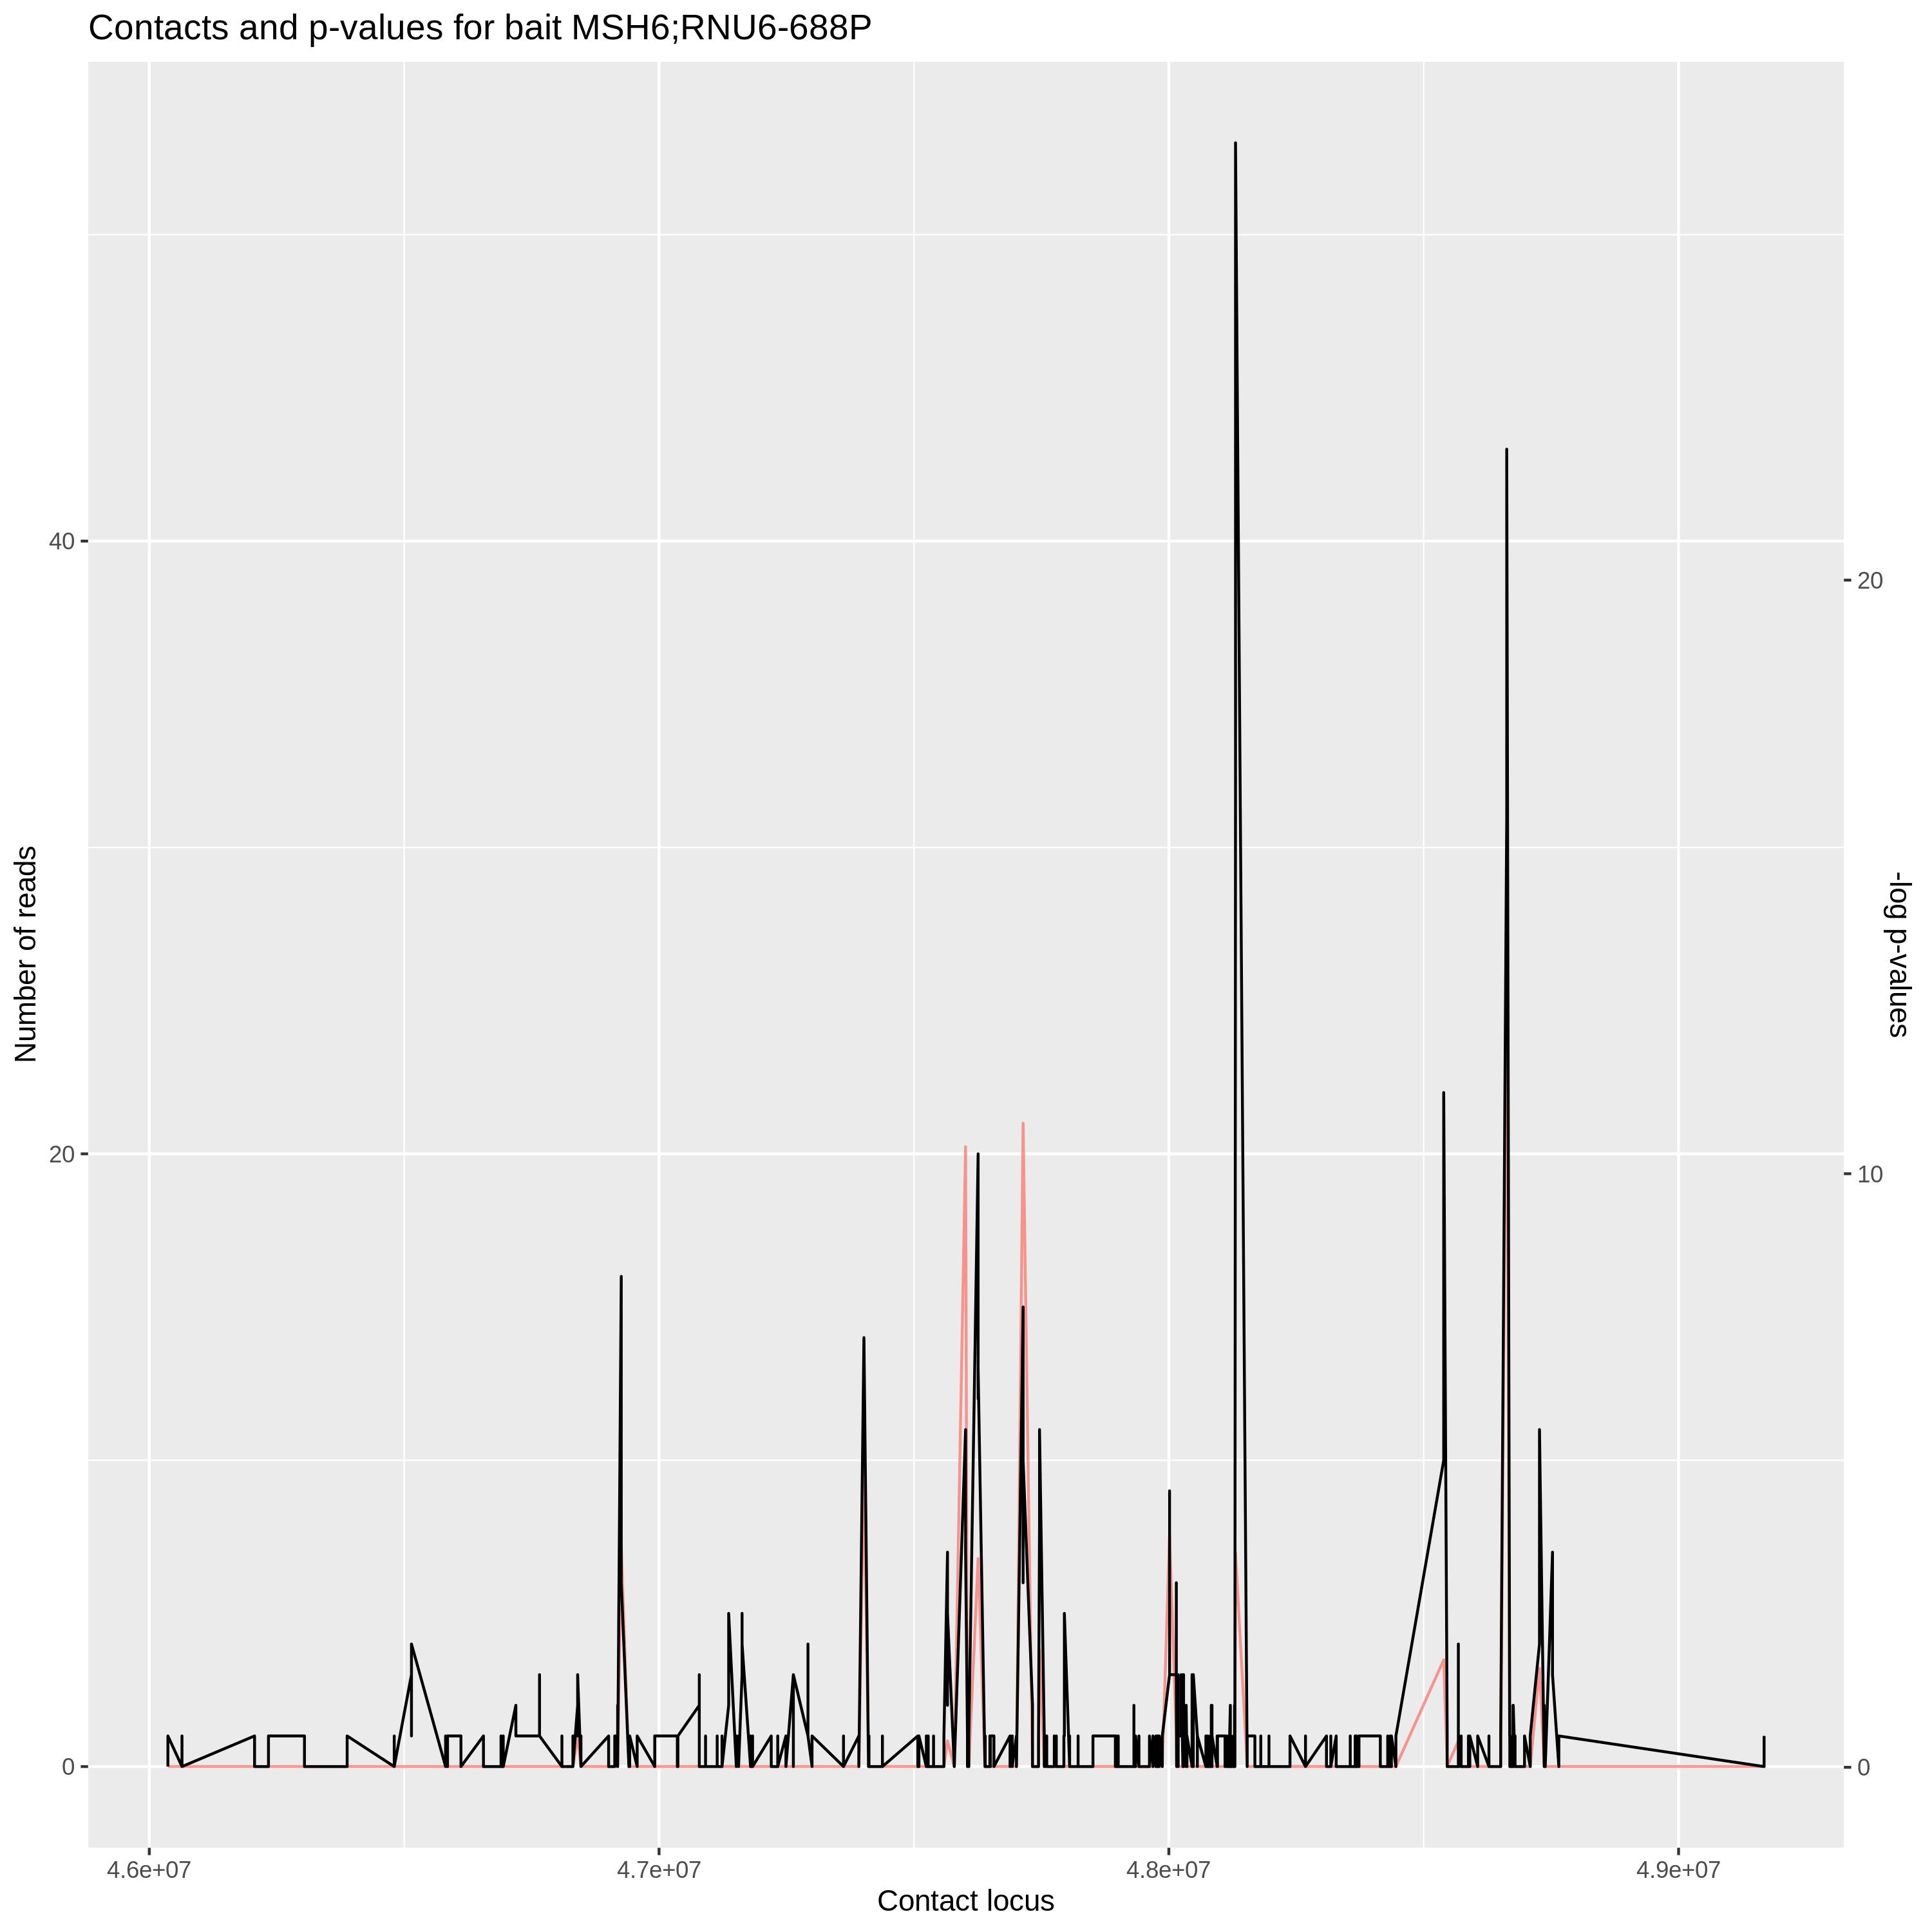 Contacts and p-values for bait MSH6;RNU6-688P
Number of reads
40
20
0
20
10
0
-log p-values
4.6e+07
4.7e+07
4.8e+07
4.9e+07
Contact locus